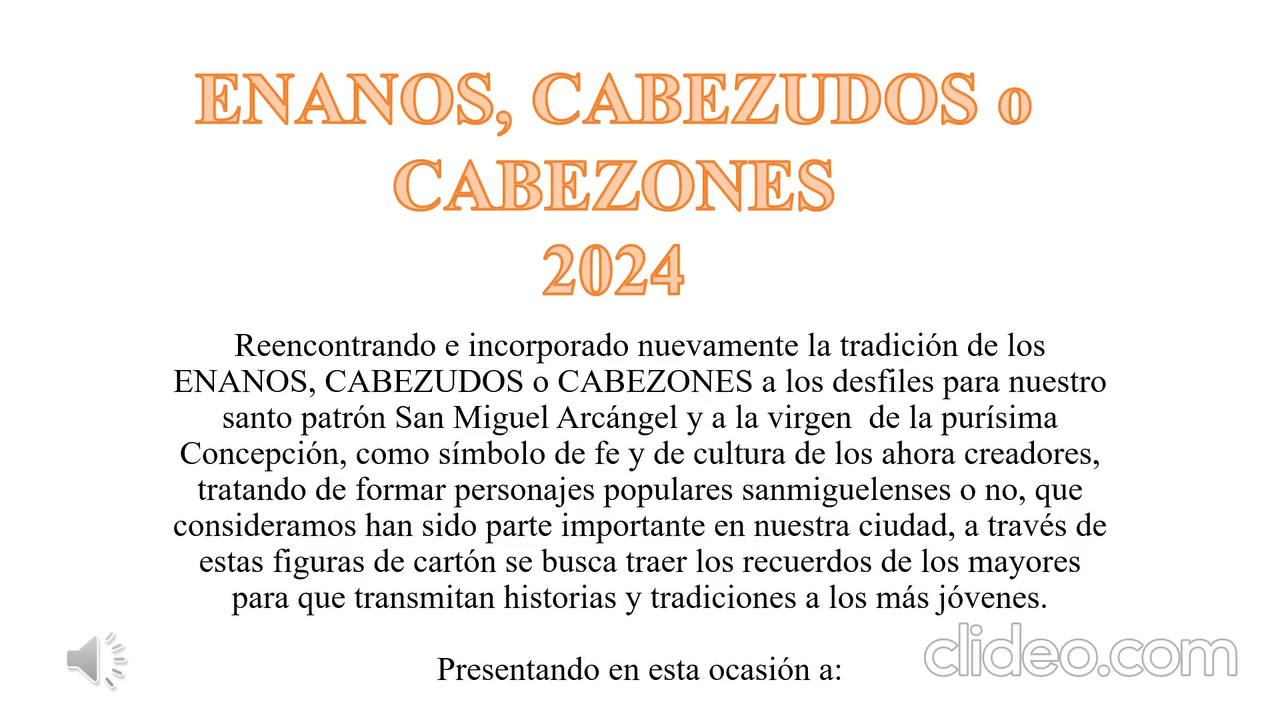 ENANOS, CABEZUDOS o
CABEZONES
2024
Reencontrando e incorporado nuevamente la tradición de los
ENANOS, CABEZUDOS o CABEZONES a los desfiles para nuestro
santo patrón San Miguel Arcángel y a la virgen  de la purísima
Concepción, como símbolo de fe y de cultura de los ahora creadores,
tratando de formar personajes populares sanmiguelenses o no, que
consideramos han sido parte importante en nuestra ciudad, a través de
estas figuras de cartón se busca traer los recuerdos de los mayores
para que transmitan historias y tradiciones a los más jóvenes.
Presentando en esta ocasión a:
clideo.com